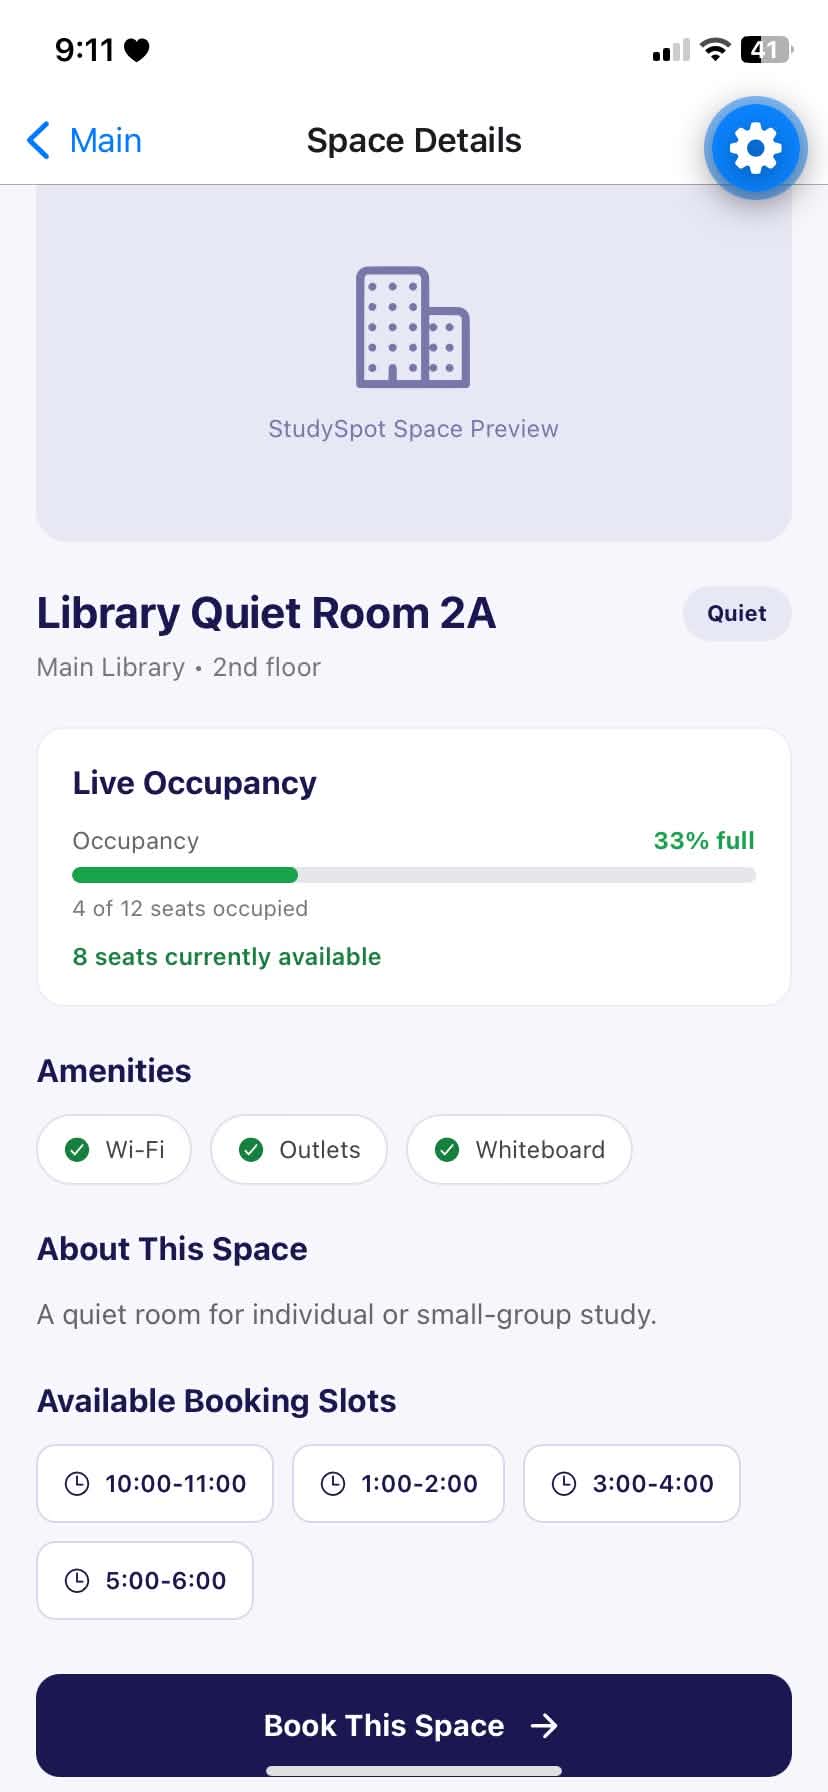 9:11
41
Main
Space Details
StudySpot Space Preview
Library Quiet Room 2A
Quiet
Main Library • 2nd floor
Live Occupancy
Occupancy
33% full
4 of 12 seats occupied
8 seats currently available
Amenities
Wi-Fi
Outlets
Whiteboard
About This Space
A quiet room for individual or small-group study.
Available Booking Slots
10:00-11:00
1:00-2:00
3:00-4:00
5:00-6:00
Book This Space →